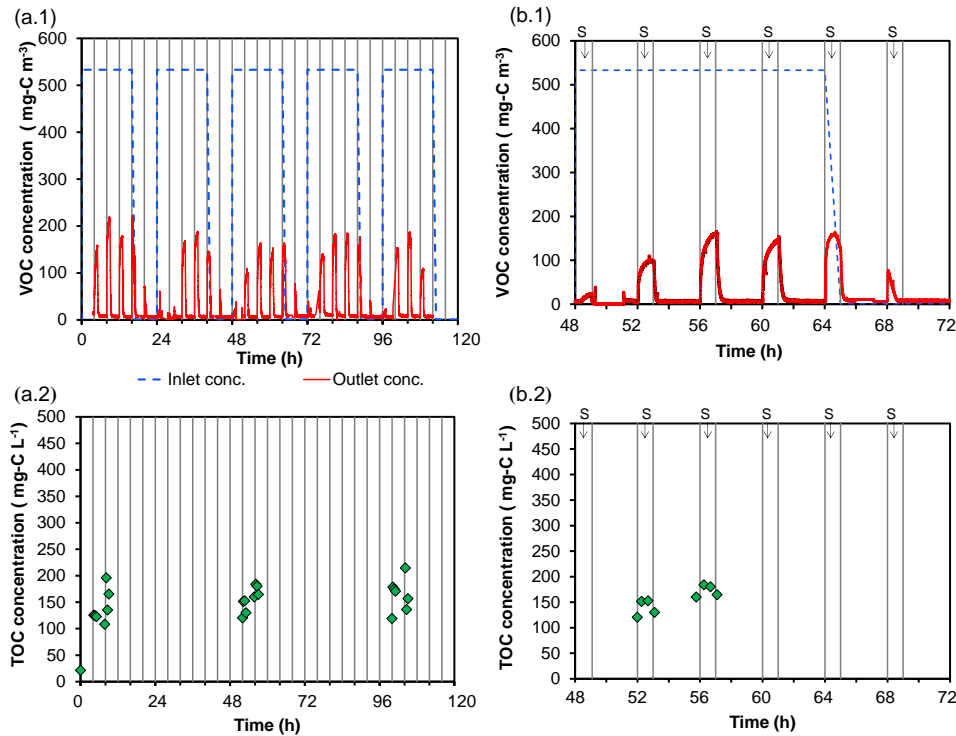 (a.1)
VOC concentration ( mg-C m-3)
600
500
400
300
200
100
0
0 24 48 72 96 120
Time (h)
Inlet conc. Outlet conc.
(b.1)
S S S S S S
VOC concentration ( mg-C m-3)
600
500
400
300
200
100
0
48 52 56 60 64 68 72
Time (h)
(a.2)
TOC concentration ( mg-C L-1)
500
450
400
350
300
250
200
150
100
50
0
0 24 48 72 96 120
Time (h)
(b.2)
S S S S S S
TOC concentration ( mg-C L-1)
500
450
400
350
300
250
200
150
100
50
0
48 52 56 60 64 68 72
Time (h)